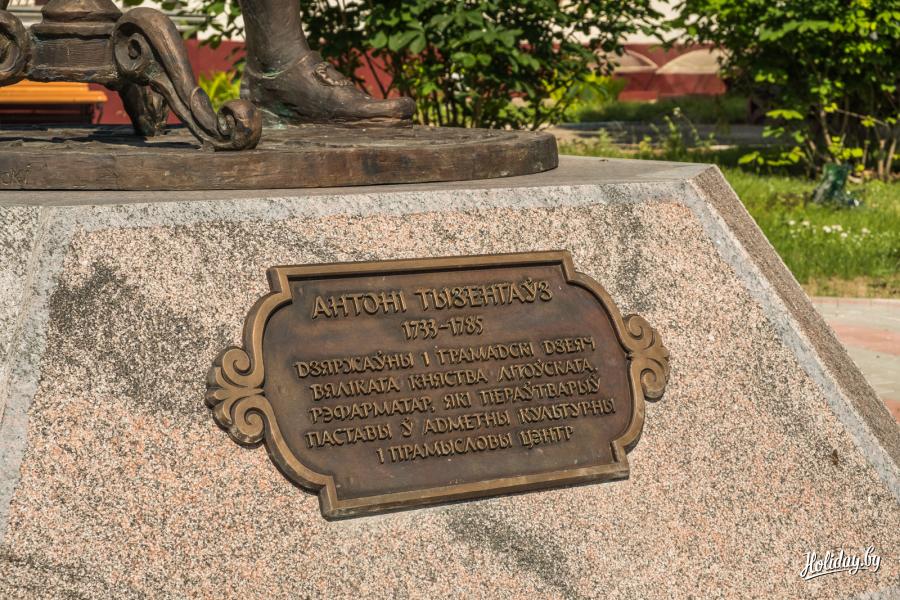 АНТОНІ ТЫЗЕНГАЎЗ
1733-1785
ДЗЯРЖАЎНЫ І ГРАМАДСКІ ДЗЕЯЧ
ВЯЛІКАГА КНЯСТВА ЛІТОЎСКАГА,
РЭФАРМАТАР, ЯКІ ПЕРАЎТВАРЫЎ
ПАСТАВЫ Ў АДМЕТНЫ КУЛЬТУРНЫ
І ПРАМЫСЛОВЫ ЦЭНТР
Holiday.by